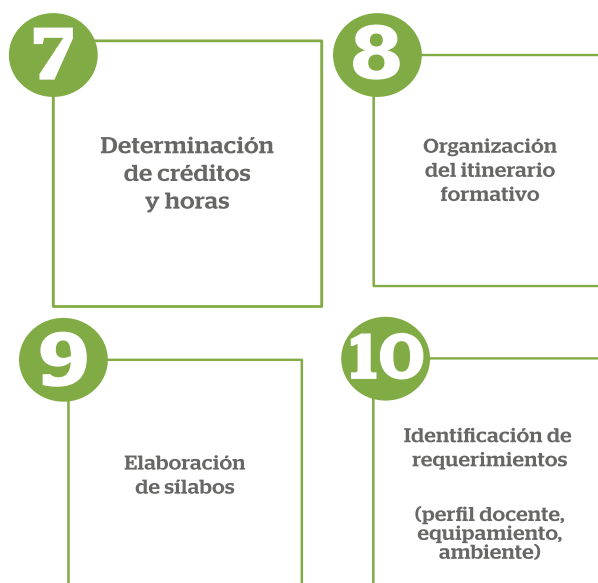 7
Determinación
de créditos
y horas
8
Organización
del itinerario
formativo
9
Elaboración
de sílabos
10
Identificación de
requerimientos
(perfil docente,
equipamiento,
ambiente)